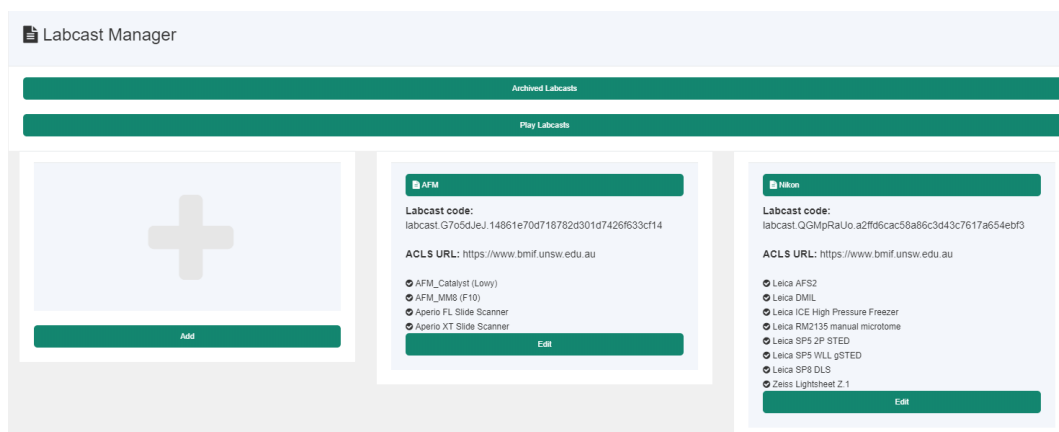 Labcast Manager
Archived Labcasts
Play Labcasts
Add
AFM
Labcast code:
labcast.G7o5dJeJ.14861e70d718782d301d7426f633cf14
ACLS URL: https://www.bmif.unsw.edu.au
AFM_Catalyst (Lowy)
AFM_MM8 (F10)
Aperio FL Slide Scanner
Aperio XT Slide Scanner
Edit
Nikon
Labcast code:
labcast.QGMpRaUo.a2ffd6cac58a86c3d43c7617a654ebf3
ACLS URL: https://www.bmif.unsw.edu.au
Leica AFS2
Leica DMIL
Leica ICE High Pressure Freezer
Leica RM2135 manual microtome
Leica SP5 2P STED
Leica SP5 WLL gSTED
Leica SP8 DLS
Zeiss Lightsheet Z.1
Edit